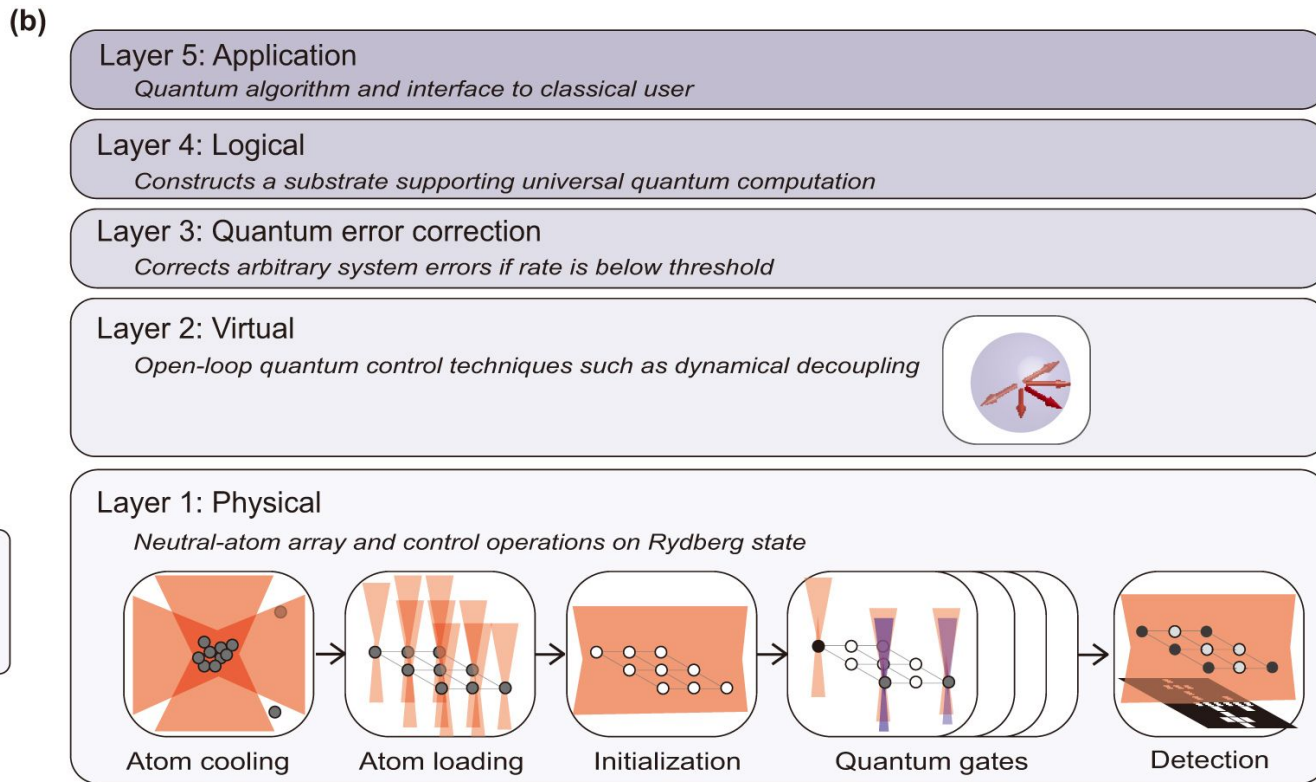 (b)
Layer 5: Application
Quantum algorithm and interface to classical user
Layer 4: Logical
Constructs a substrate supporting universal quantum computation
Layer 3: Quantum error correction
Corrects arbitrary system errors if rate is below threshold
Layer 2: Virtual
Open-loop quantum control techniques such as dynamical decoupling
Layer 1: Physical
Neutral-atom array and control operations on Rydberg state
Atom cooling
Atom loading
Initialization
Quantum gates
Detection